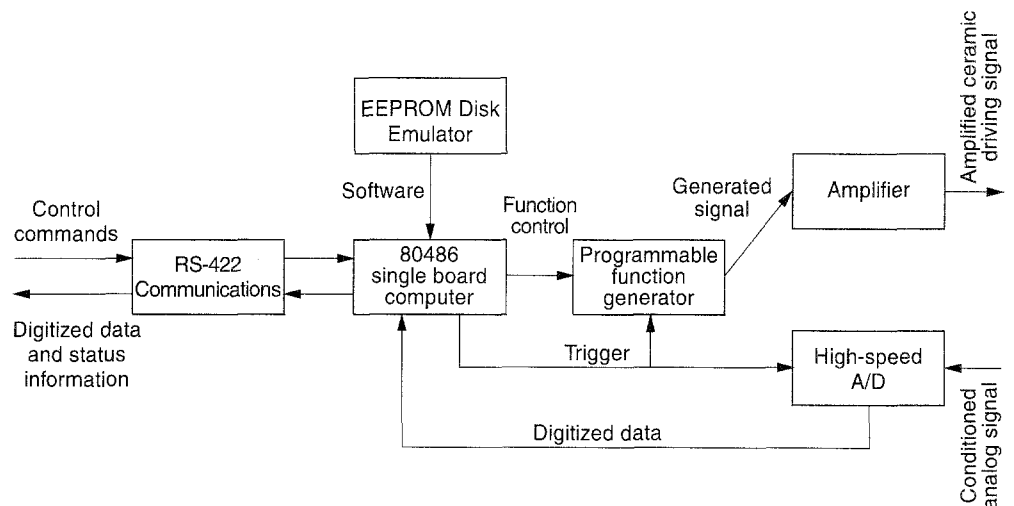 EEPROM Disk
Emulator
Software
Control
commands
RS-422
Communications
Digitized data
and status
information
80486
single board
computer
Function
control
Programmable
function
generator
Generated
signal
Amplifier
Amplified ceramic
driving signal
Trigger
High-speed
A/D
Conditioned
analog signal
Digitized data